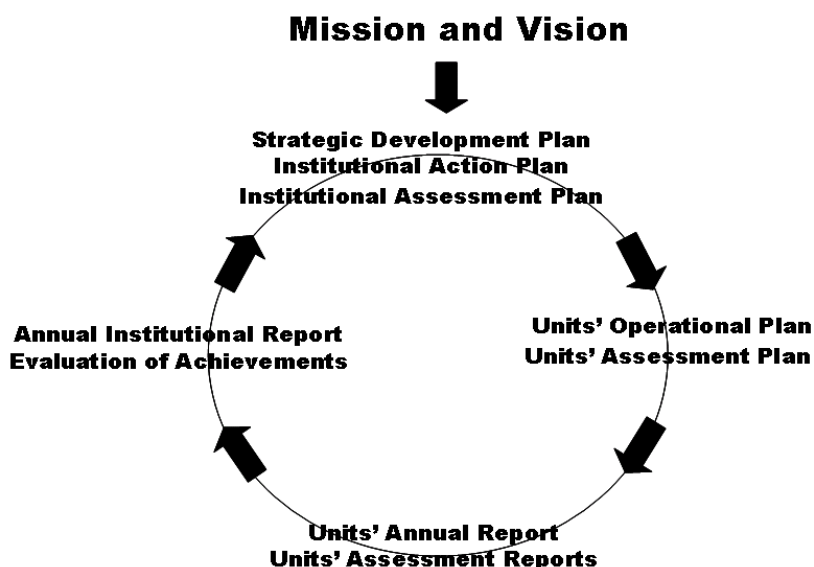 Mission and Vision
Strategic Development Plan
Institutional Action Plan
Institutional Assessment Plan
Units’ Operational Plan
Units’ Assessment Plan
Annual Institutional Report
Evaluation of Achievements
Units’ Annual Report
Units’ Assessment Reports